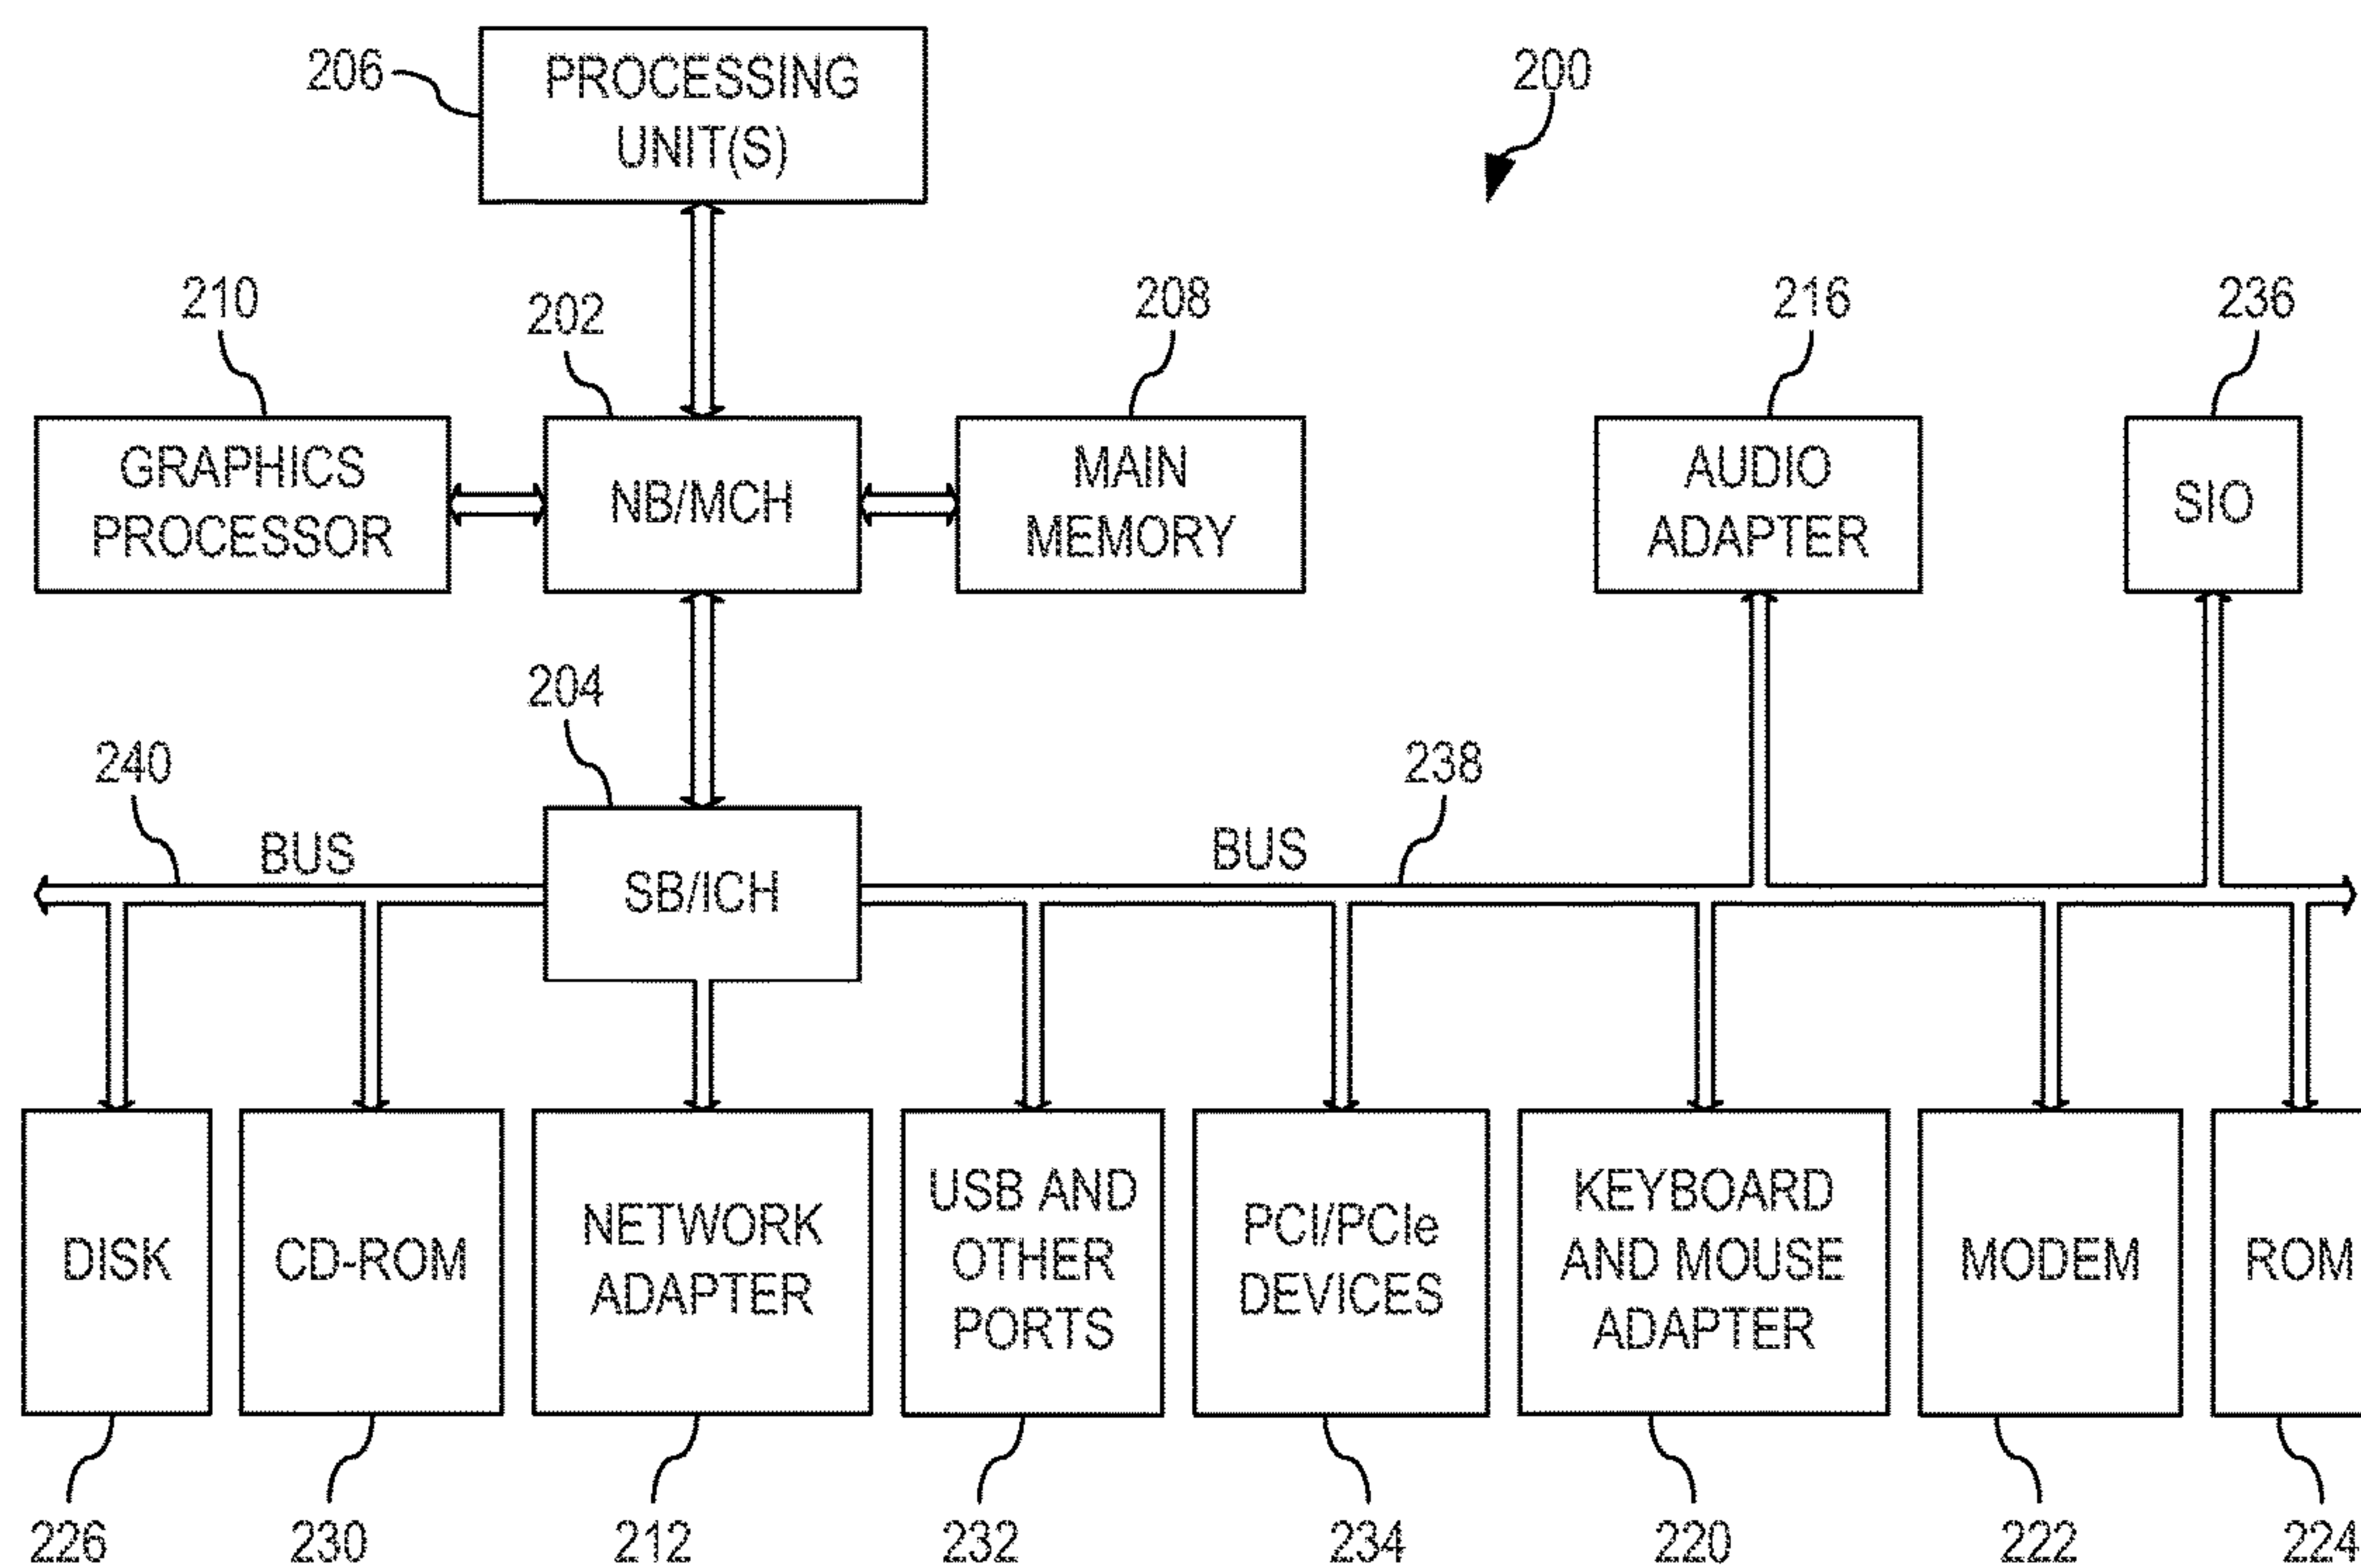 206
PROCESSING
UNIT(S)
200
210
202
208
216
236
GRAPHICS
PROCESSOR
NB/MCH
MAIN
MEMORY
AUDIO
ADAPTER
SIO
204
240
238
BUS
BUS
SB/ICH
DISK
CD-ROM
NETWORK
ADAPTER
USB AND
OTHER
PORTS
PCI/PCIe
DEVICES
KEYBOARD
AND MOUSE
ADAPTER
MODEM
ROM
226
230
212
232
234
220
222
224